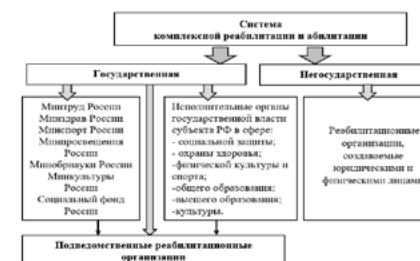 Система
комплексной реабилитации и абилитации
Государственная
Негосударственная
Минтруд России
Минздрав России
Минспорт России
Минпросвещения
России
Минобрнауки России
Минкультуры
России
Социальный фонд
России
Исполнительные органы
государственной власти
субъекта РФ в сфере:
- социальной защиты;
- охраны здоровья;
-физической культуры и
спорта;
-общего образования;
-высшего образования;
-культуры.
Реабилитационные
организации,
создаваемые
юридическими и
физическими лицами
Подведомственные реабилитационные
организации